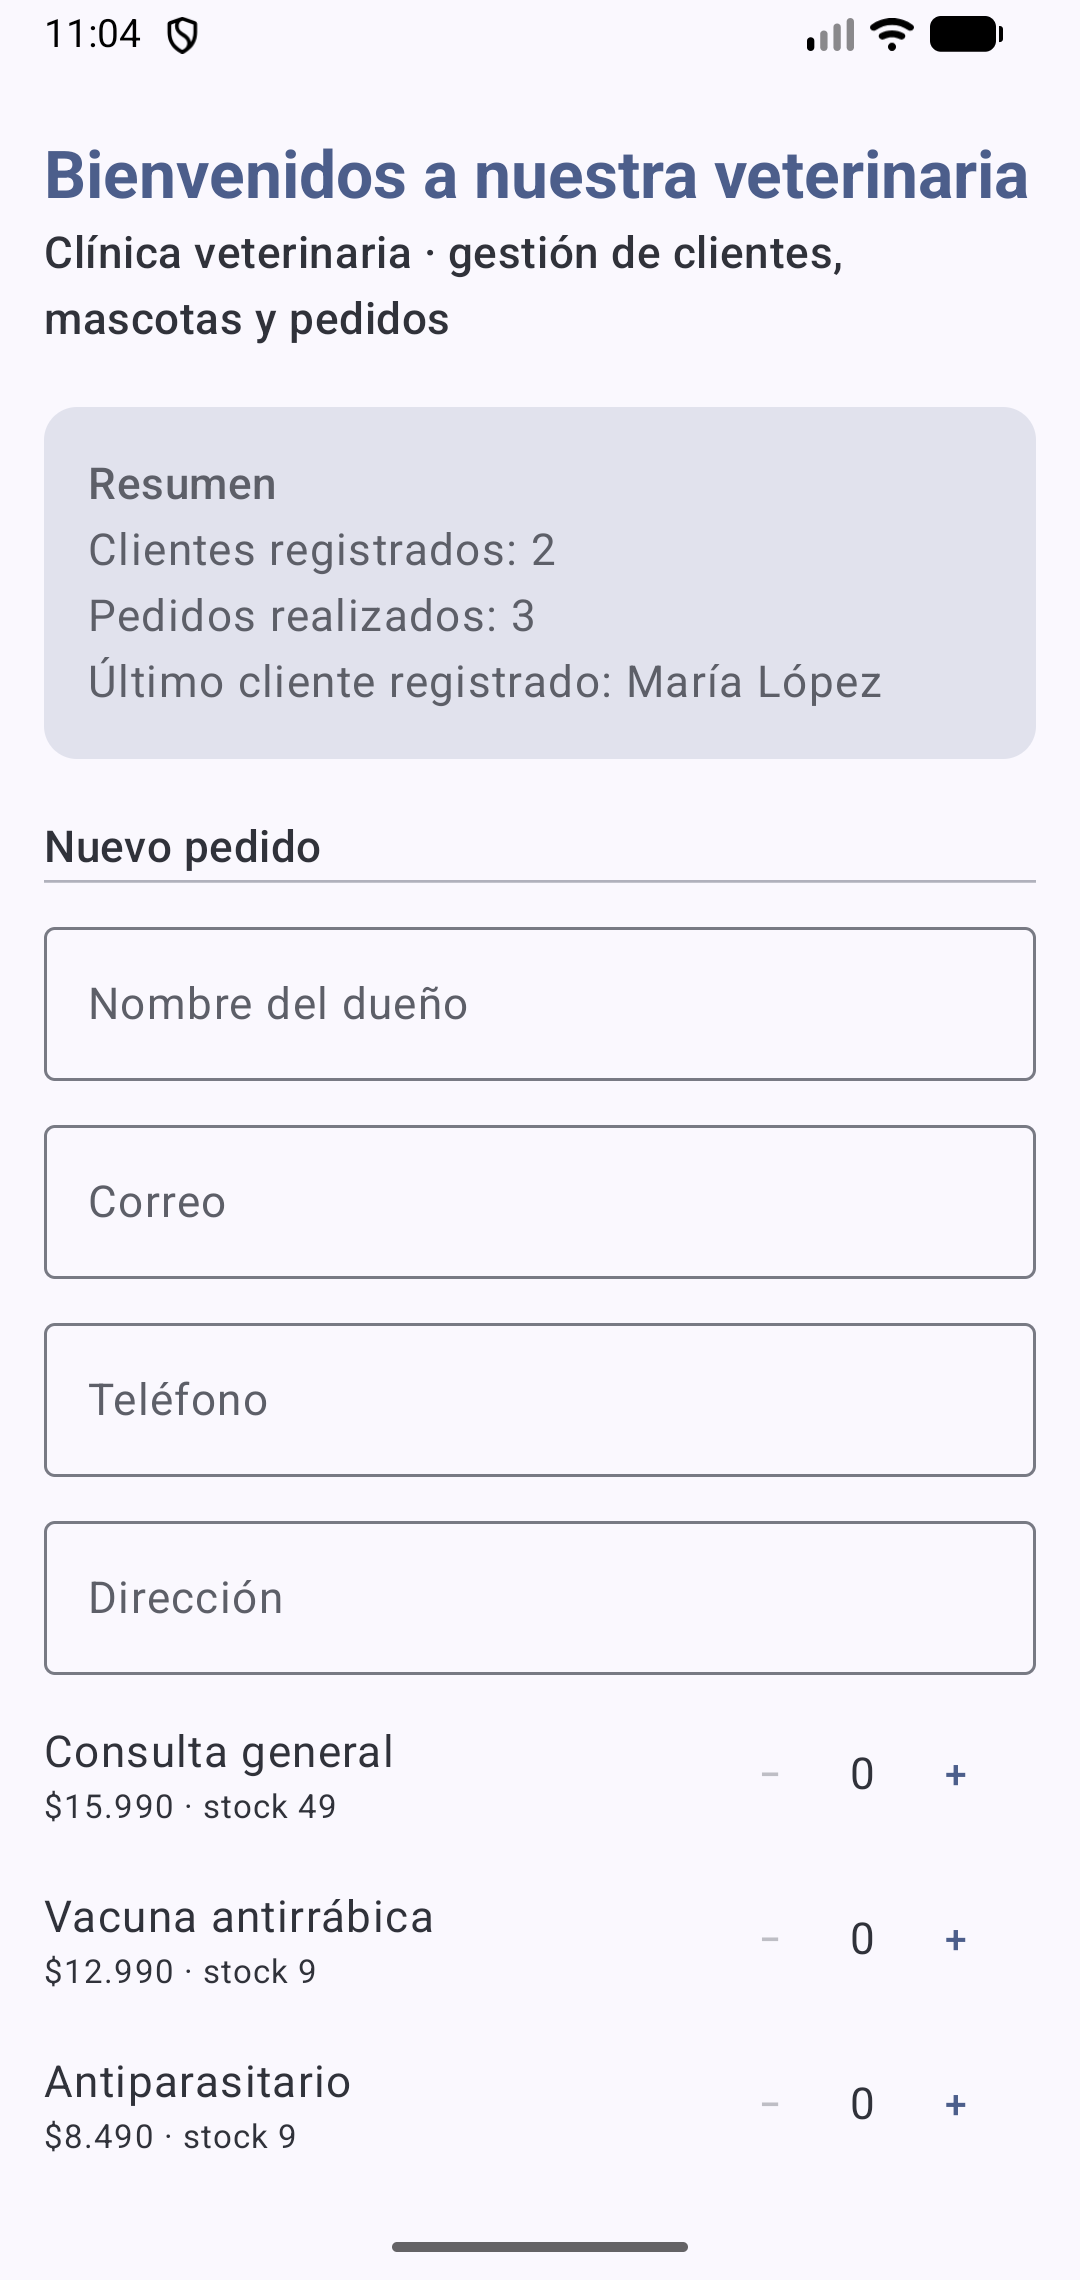 11:04
Bienvenidos a nuestra veterinaria
Clínica veterinaria · gestión de clientes,
mascotas y pedidos
Resumen
Clientes registrados: 2
Pedidos realizados: 3
Último cliente registrado: María López
Nuevo pedido
Nombre del dueño
Correo
Teléfono
Dirección
Consulta general
$15.990 · stock 49
− 0 +
Vacuna antirrábica
$12.990 · stock 9
− 0 +
Antiparasitario
$8.490 · stock 9
− 0 +